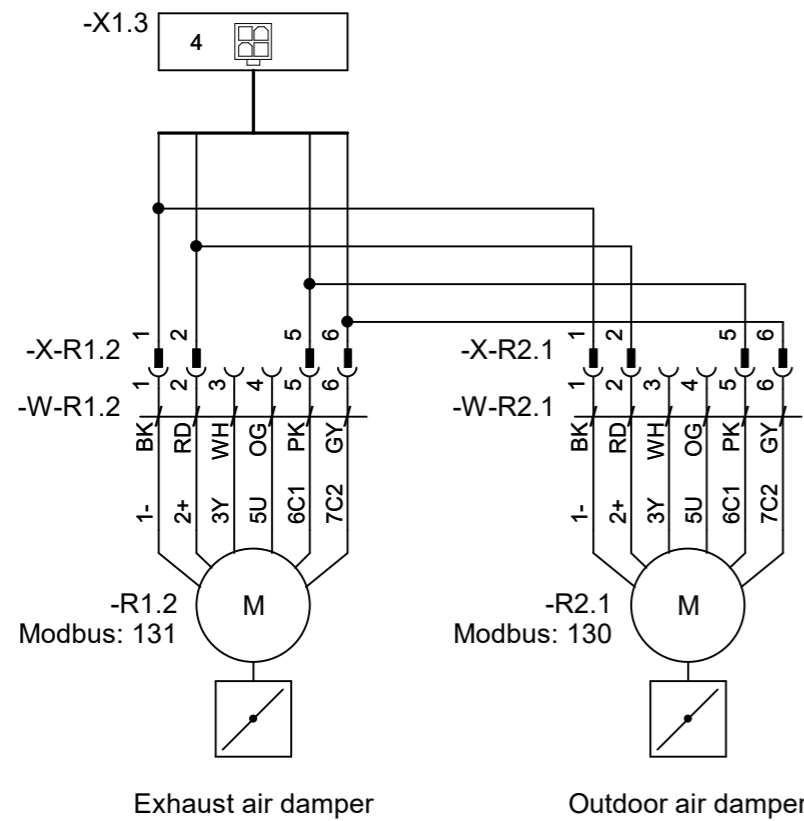 -X1.3
4
1 2 5 6
1 2 5 6
-X-R1.2
-X-R2.1
1 2 3 4 5 6
1 2 3 4 5 6
-W-R1.2
-W-R2.1
BK RD WH OG PK GY
BK RD WH OG PK GY
1- 2+ 3Y 5U 6C1 7C2
1- 2+ 3Y 5U 6C1 7C2
-R1.2
Modbus: 131
M
-R2.1
Modbus: 130
M
Exhaust air damper
Outdoor air damper